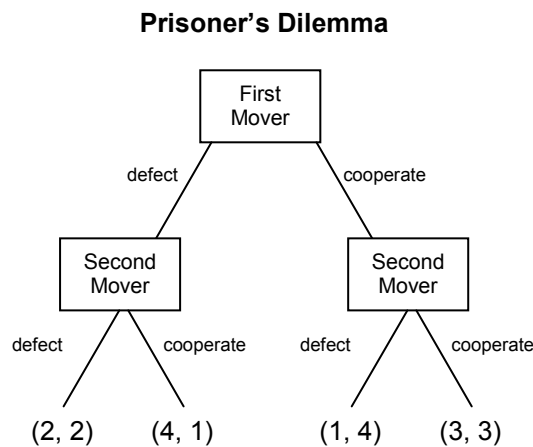 Prisoner’s Dilemma
First
Mover
defect
cooperate
Second
Mover
Second
Mover
defect
cooperate
defect
cooperate
(2, 2)
(4, 1)
(1, 4)
(3, 3)